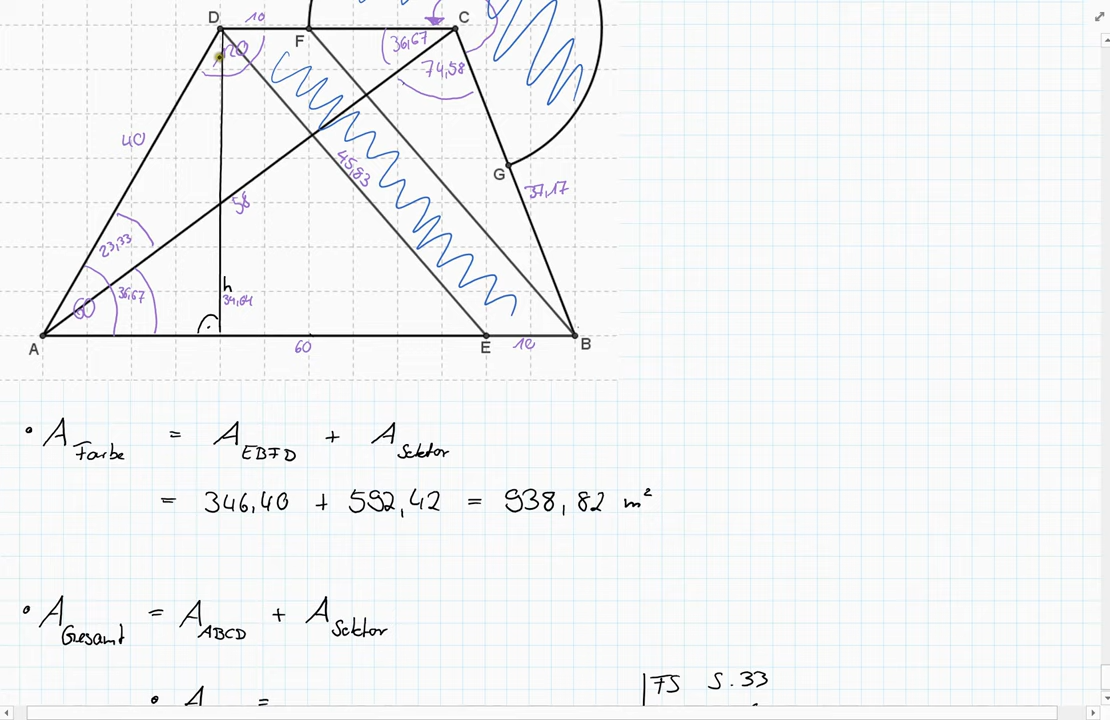 D 10 C
F 36,67
120 74,58
40
45,83
G
37,17
58
23,33
h
36,67 34,64
60
A 60 E 10 B
• A Farbe = A EBFD + A Sektor
= 346,40 + 592,42 = 938,82 m²
• A Gesamt = A ABCD + A Sektor
• A =
FS S. 33